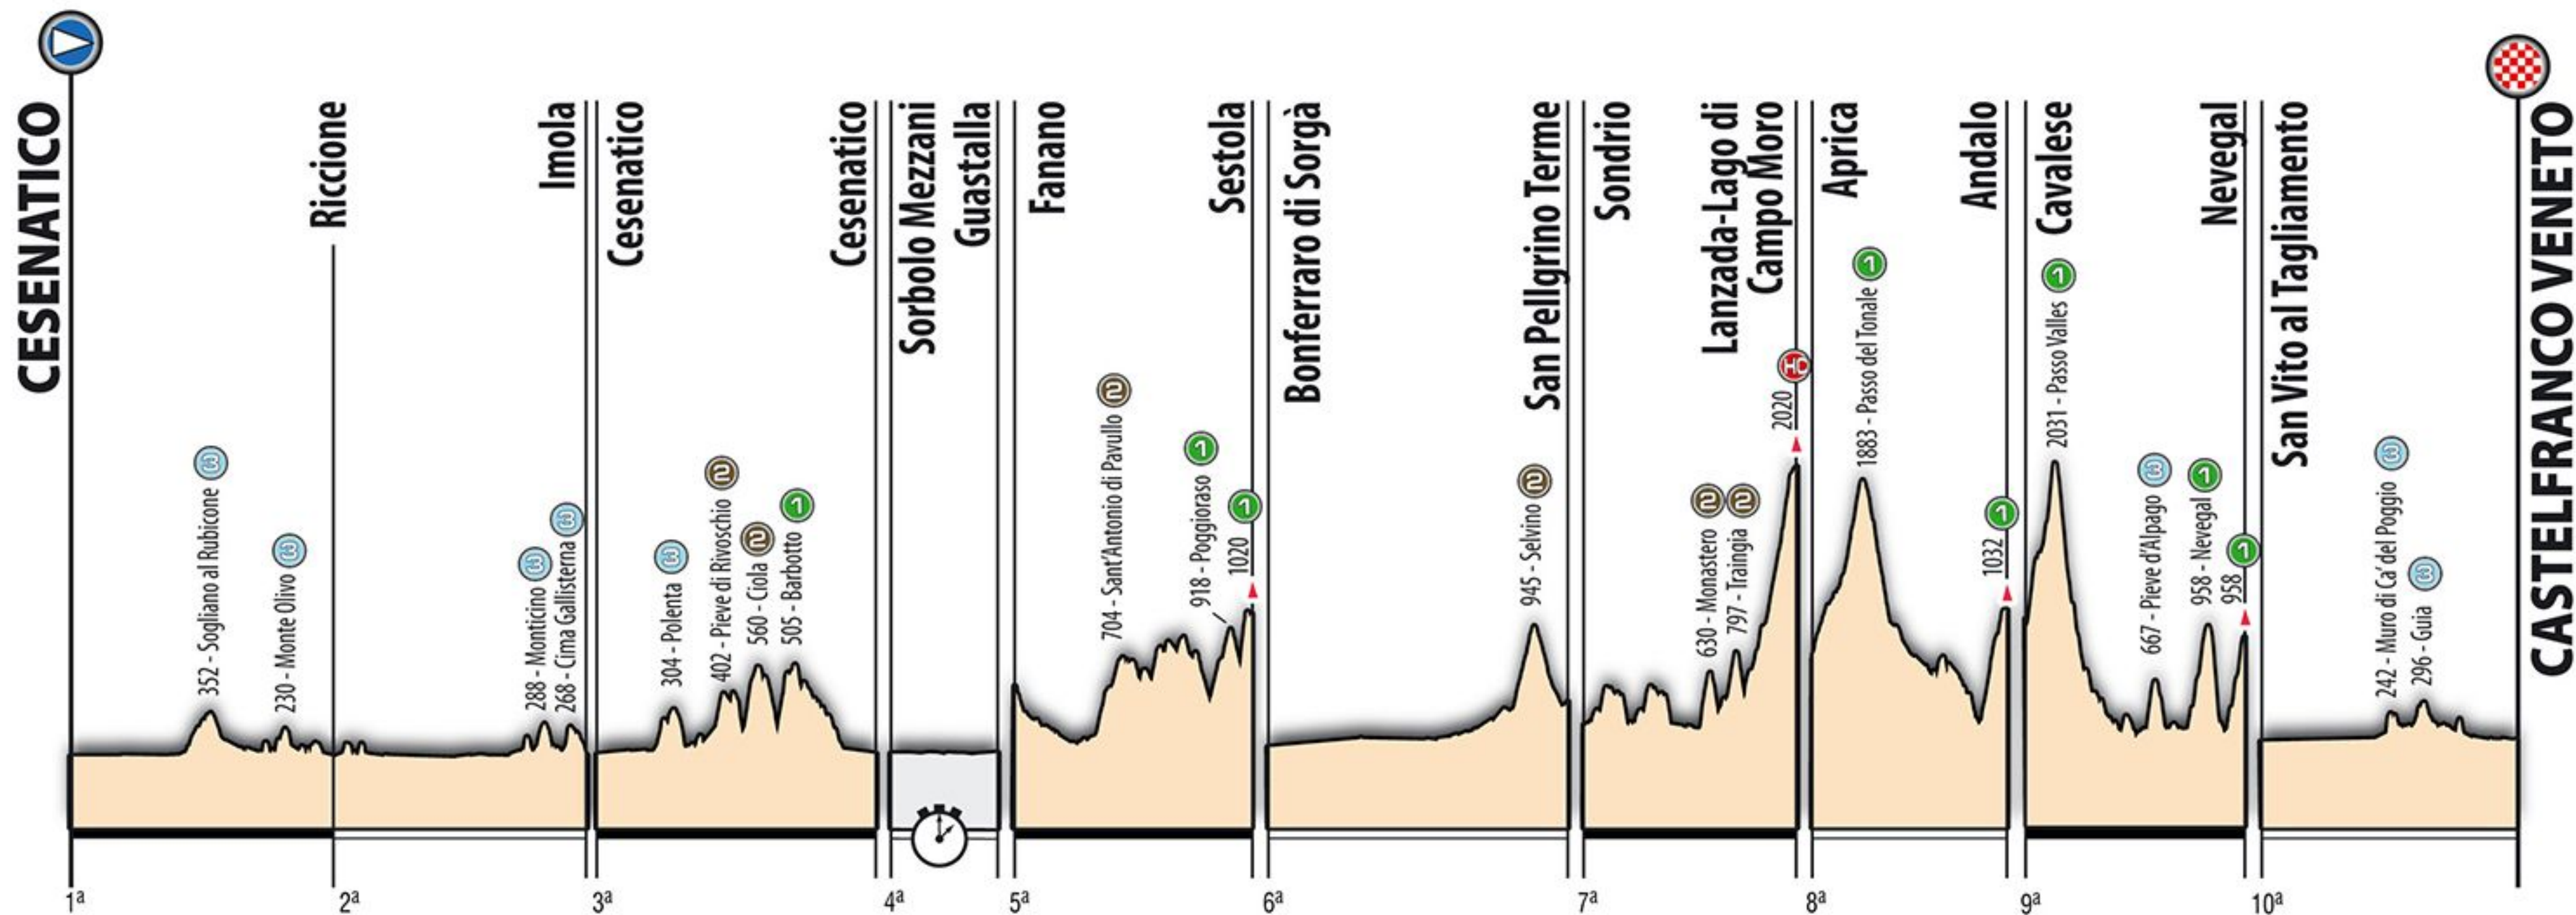 CESENATICO
352 - Sogliano al Rubicone 3
230 - Monte Olivo 3
Riccione
288 - Monticino 3
268 - Cima Gallisterna 3
Imola
Cesenatico
304 - Polenta 3
402 - Pieve di Rivoschio 2
560 - Ciola 2
505 - Barbotto 1
Cesenatico
Sorbolo Mezzani
Guastalla
Fanano
704 - Sant'Antonio di Pavullo 2
918 - Poggioraso 1
1020 1
Sestola
Bonferraro di Sorgà
945 - Selvino 2
San Pellgrino Terme
Sondrio
630 - Monastero 2
797 - Traingia 2
Lanzada-Lago di
Campo Moro
2020 HC
Aprica
1883 - Passo del Tonale 1
1032 1
Andalo
Cavalese
2031 - Passo Valles 1
667 - Pieve d'Alpago 3
958 - Nevegal 1
958 1
Nevegal
San Vito al Tagliamento
242 - Muro di Ca' del Poggio 3
296 - Guia 3
CASTELFRANCO VENETO
1ª
2ª
3ª
4ª
5ª
6ª
7ª
8ª
9ª
10ª